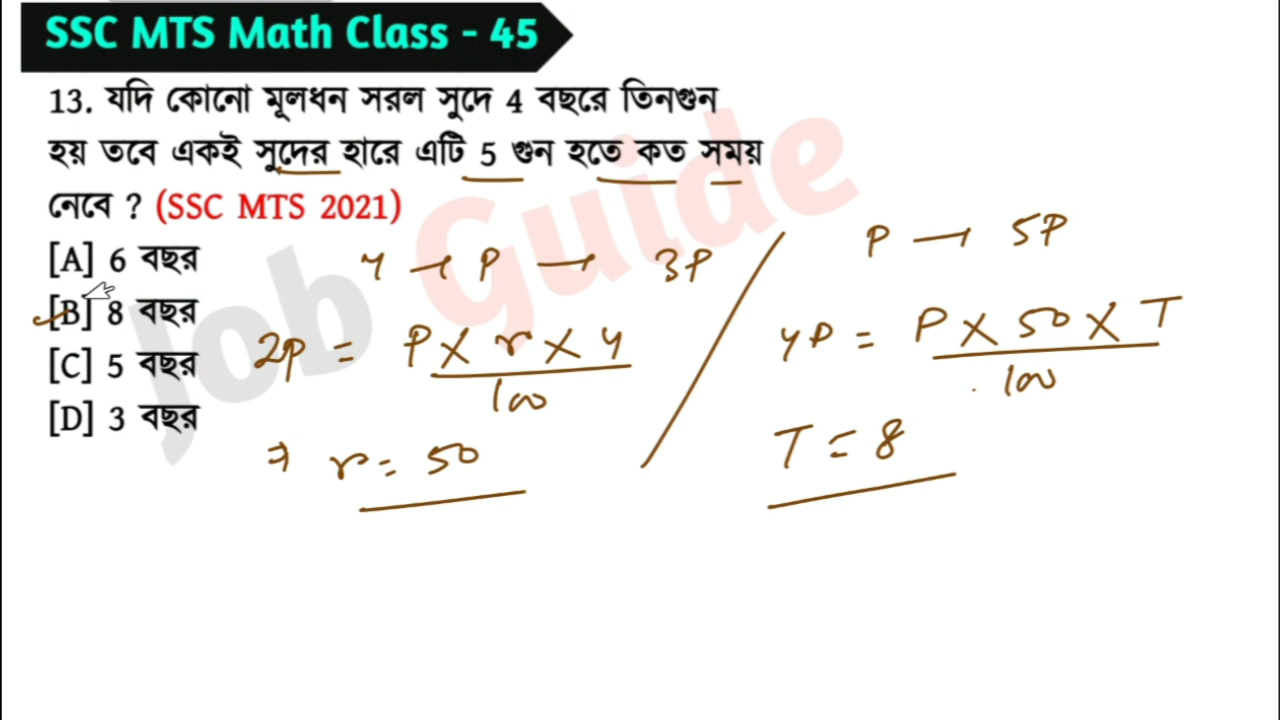 SSC MTS Math Class - 45
13. যদি কোনো মূলধন সরল সুদে 4 বছরে তিনগুন
হয় তবে একই সুদের হারে এটি 5 গুন হতে কত সময়
নেবে ? (SSC MTS 2021)
[A] 6 বছর
[B] 8 বছর
[C] 5 বছর
[D] 3 বছর
4 → P → 3P
2P = P × r × 4
100
⇒ r = 50
P → 5P
4P = P × 50 × T
100
T = 8
Job Guide